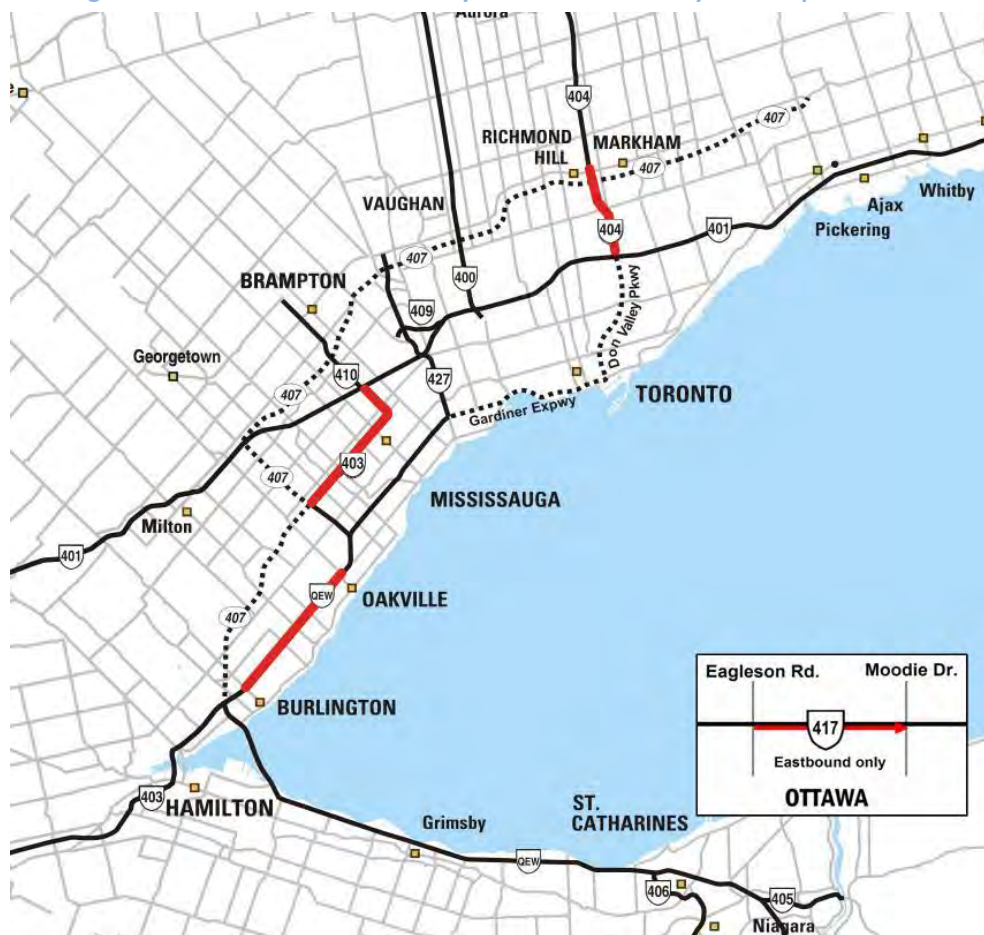 Aurora
404
407
RICHMOND
HILL
MARKHAM
407
VAUGHAN
404
401
Whitby
Ajax
Pickering
407
400
BRAMPTON
409
Don Valley Pkwy
Georgetown
410
427
407
TORONTO
Gardiner Expwy
403
407
MISSISSAUGA
Milton
401
QEW
OAKVILLE
407
Eagleson Rd.
Moodie Dr.
BURLINGTON
417
Eastbound only
OTTAWA
403
HAMILTON
ST.
CATHARINES
Grimsby
QEW
406
405
Niagara